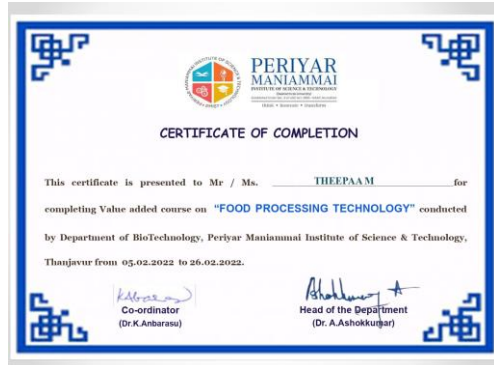 PERIYAR
MANIAMMAI
INSTITUTE OF SCIENCE & TECHNOLOGY
CERTIFICATE OF COMPLETION
This certificate is presented to Mr / Ms. THEEPAA M for
completing Value added course on "FOOD PROCESSING TECHNOLOGY" conducted
by Department of BioTechnology, Periyar Maniammai Institute of Science & Technology,
Thanjavur from 05.02.2022 to 26.02.2022.
Co-ordinator
(Dr.K.Anbarasu)
Head of the Department
(Dr. A.Ashokkumar)